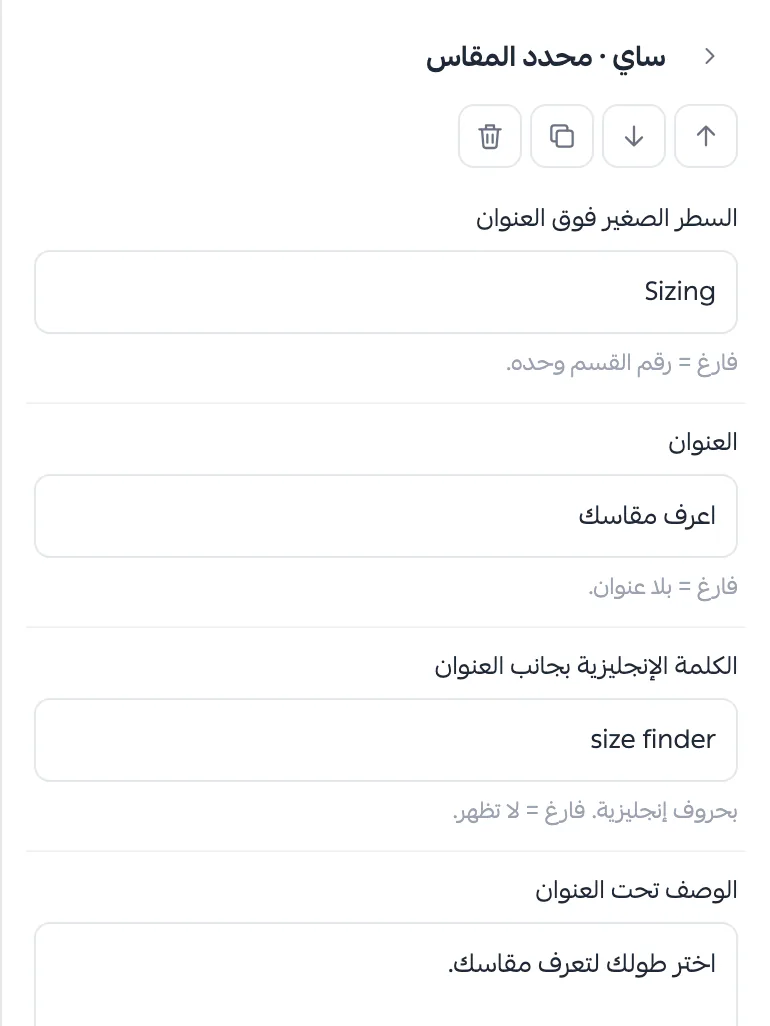 ساي · محدد المقاس
السطر الصغير فوق العنوان
Sizing
فارغ = رقم القسم وحده.
العنوان
اعرف مقاسك
فارغ = بلا عنوان.
الكلمة الإنجليزية بجانب العنوان
size finder
بحروف إنجليزية. فارغ = لا تظهر.
الوصف تحت العنوان
اختر طولك لتعرف مقاسك.